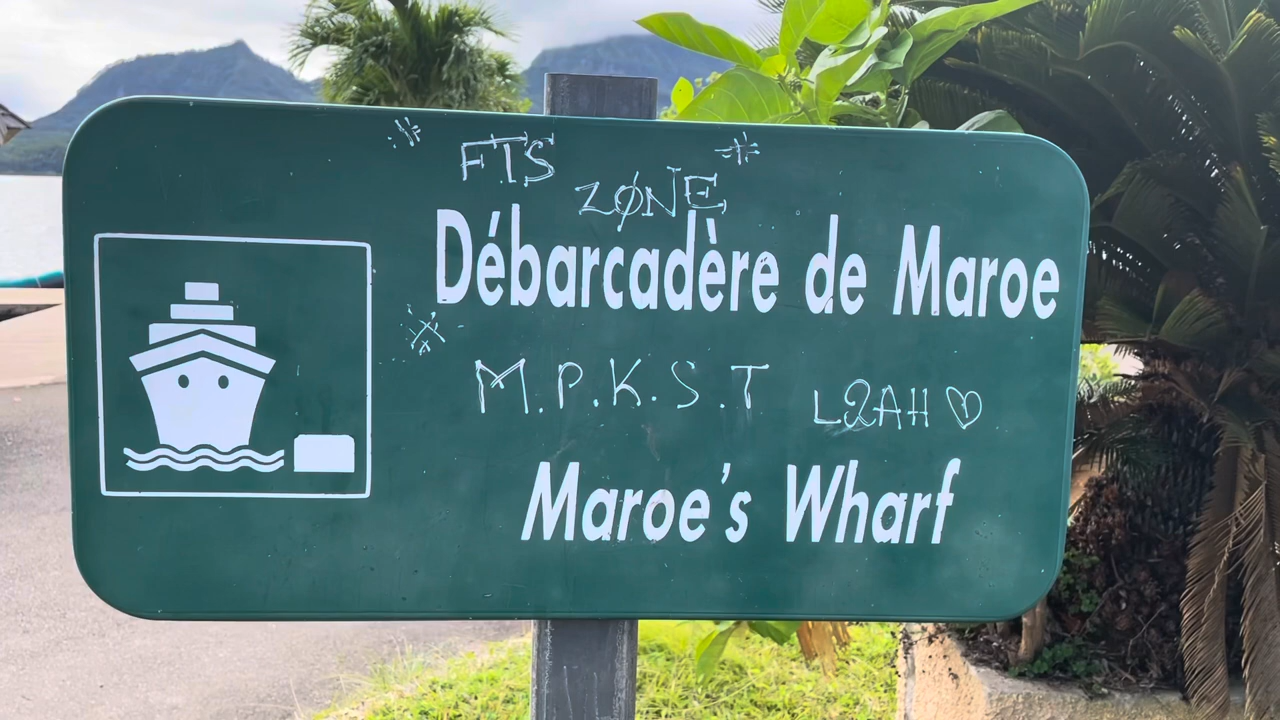 FTS
ZØNE
Débarcadère de Maroe
M.P.K.S.T L2AH ♡
Maroe's Wharf